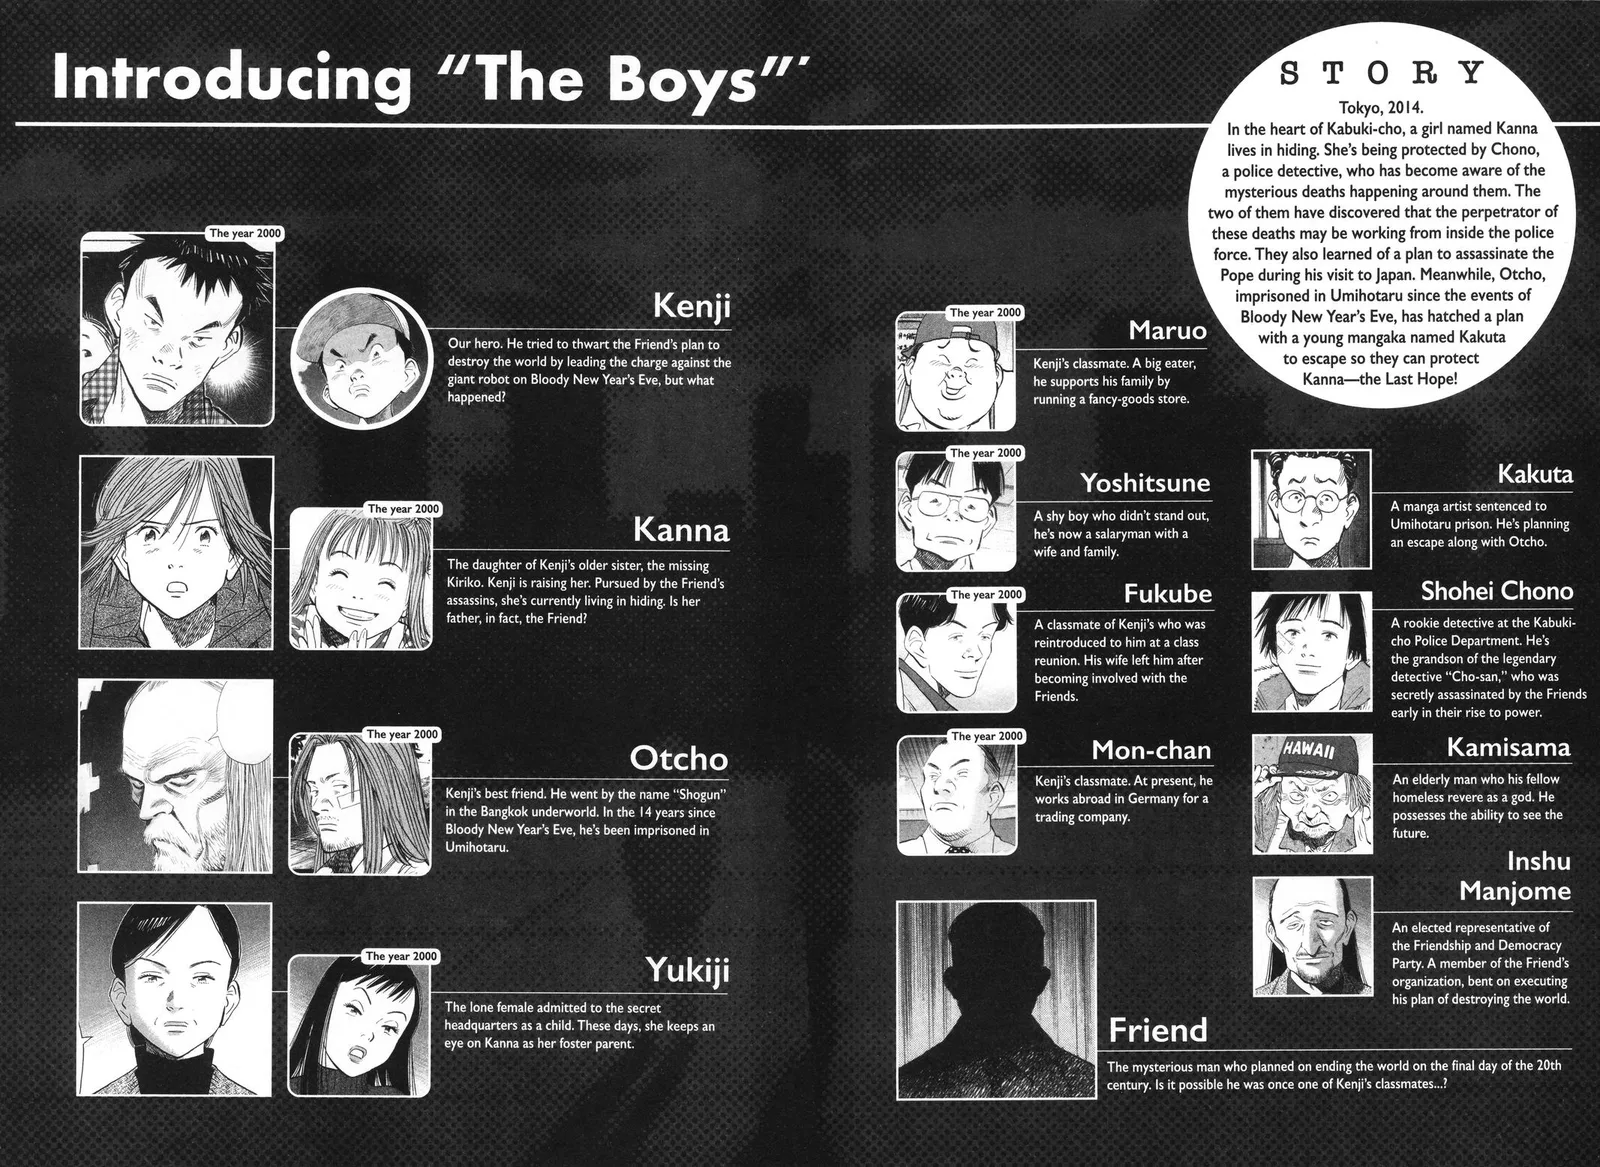 Introducing “The Boys”’
The year 2000
Kenji
Our hero. He tried to thwart the Friend’s plan to
destroy the world by leading the charge against the
giant robot on Bloody New Year’s Eve, but what
happened?
The year 2000
Kanna
The daughter of Kenji’s older sister, the missing
Kiriko. Kenji is raising her. Pursued by the Friend’s
assassins, she’s currently living in hiding. Is her
father, in fact, the Friend?
The year 2000
Otcho
Kenji’s best friend. He went by the name “Shogun”
in the Bangkok underworld. In the 14 years since
Bloody New Year’s Eve, he’s been imprisoned in
Umihotaru.
The year 2000
Yukiji
The lone female admitted to the secret
headquarters as a child. These days, she keeps an
eye on Kanna as her foster parent.
STORY
Tokyo, 2014.
In the heart of Kabuki-cho, a girl named Kanna
lives in hiding. She’s being protected by Chono,
a police detective, who has become aware of the
mysterious deaths happening around them. The
two of them have discovered that the perpetrator of
these deaths may be working from inside the police
force. They also learned of a plan to assassinate the
Pope during his visit to Japan. Meanwhile, Otcho,
imprisoned in Umihotaru since the events of
Bloody New Year’s Eve, has hatched a plan
with a young mangaka named Kakuta
to escape so they can protect
Kanna—the Last Hope!
The year 2000
Maruo
Kenji’s classmate. A big eater,
he supports his family by
running a fancy-goods store.
The year 2000
Yoshitsune
A shy boy who didn’t stand out,
he’s now a salaryman with a
wife and family.
The year 2000
Fukube
A classmate of Kenji’s who was
reintroduced to him at a class
reunion. His wife left him after
becoming involved with the
Friends.
The year 2000
Mon-chan
Kenji’s classmate. At present, he
works abroad in Germany for a
trading company.
Kakuta
A manga artist sentenced to
Umihotaru prison. He’s planning
an escape along with Otcho.
Shohei Chono
A rookie detective at the Kabuki-
cho Police Department. He’s
the grandson of the legendary
detective “Cho-san,” who was
secretly assassinated by the Friends
early in their rise to power.
HAWAII
Kamisama
An elderly man who his fellow
homeless revere as a god. He
possesses the ability to see the
future.
Inshu
Manjome
An elected representative of
the Friendship and Democracy
Party. A member of the Friend’s
organization, bent on executing
his plan of destroying the world.
Friend
The mysterious man who planned on ending the world on the final day of the 20th
century. Is it possible he was once one of Kenji’s classmates...?